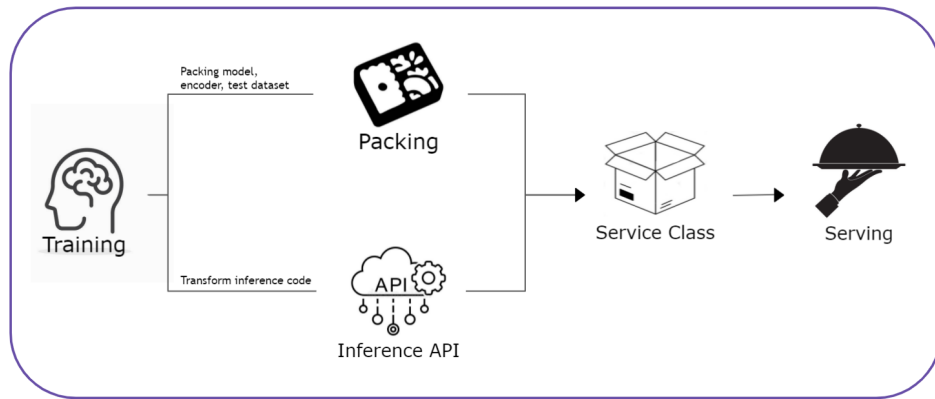 Packing model,
encoder, test dataset
Packing
Training
Service Class
Serving
Transform inference code
API
Inference API